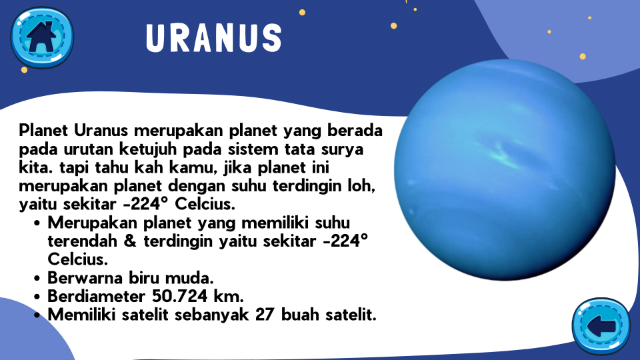 URANUS
Planet Uranus merupakan planet yang berada
pada urutan ketujuh pada sistem tata surya
kita. tapi tahu kah kamu, jika planet ini
merupakan planet dengan suhu terdingin loh,
yaitu sekitar -224° Celcius.
• Merupakan planet yang memiliki suhu
terendah & terdingin yaitu sekitar -224°
Celcius.
• Berwarna biru muda.
• Berdiameter 50.724 km.
• Memiliki satelit sebanyak 27 buah satelit.